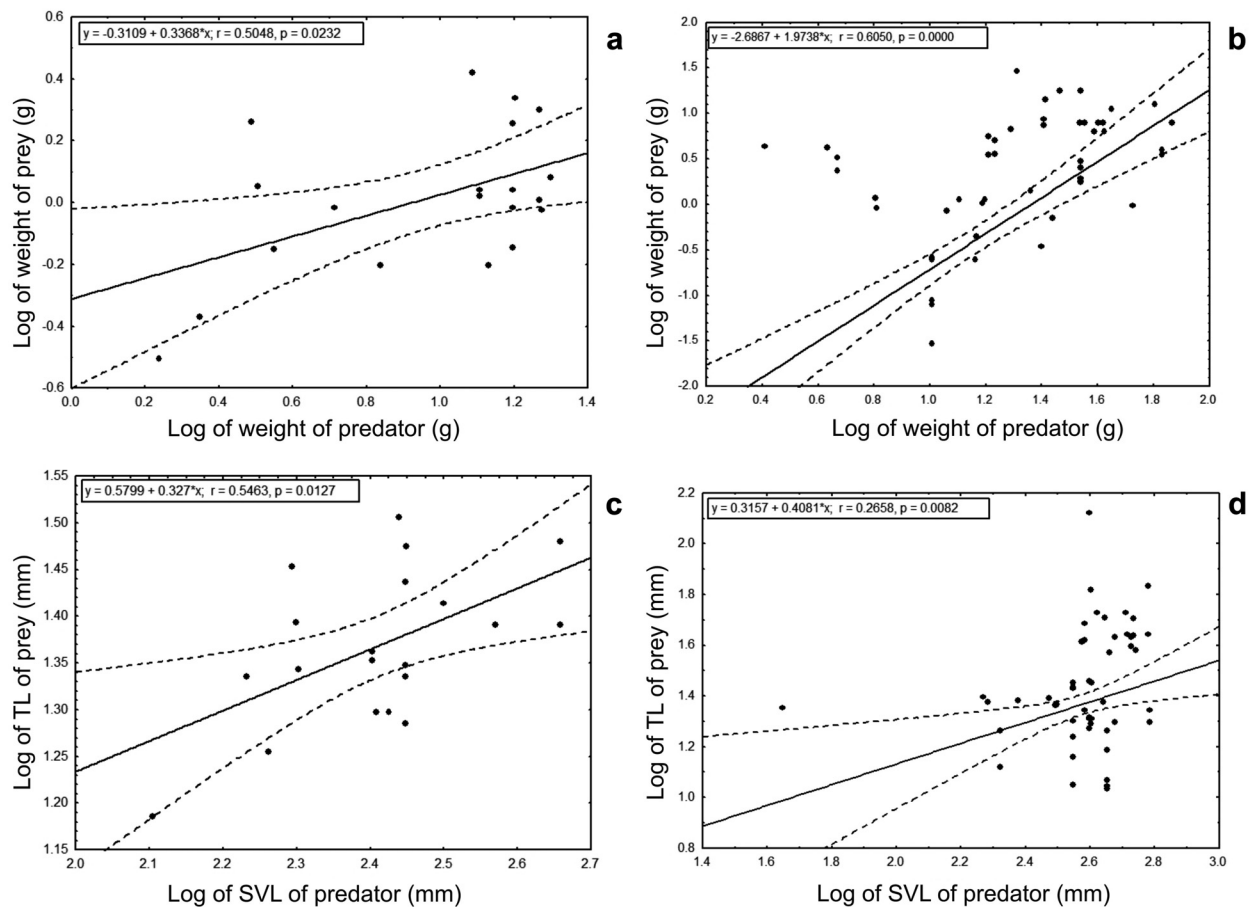 y = -0.3109 + 0.3368*x; r = 0.5048, p = 0.0232
a
Log of weight of prey (g)
0.6
0.4
0.2
0.0
-0.2
-0.4
-0.6
0.0 0.2 0.4 0.6 0.8 1.0 1.2 1.4
Log of weight of predator (g)
y = -2.6867 + 1.9738*x; r = 0.6050, p = 0.0000
b
Log of weight of prey (g)
2.0
1.5
1.0
0.5
0.0
-0.5
-1.0
-1.5
-2.0
0.2 0.4 0.6 0.8 1.0 1.2 1.4 1.6 1.8 2.0
Log of weight of predator (g)
y = 0.5799 + 0.327*x; r = 0.5463, p = 0.0127
c
Log of TL of prey (mm)
1.55
1.50
1.45
1.40
1.35
1.30
1.25
1.20
1.15
2.0 2.1 2.2 2.3 2.4 2.5 2.6 2.7
Log of SVL of predator (mm)
y = 0.3157 + 0.4081*x; r = 0.2658, p = 0.0082
d
Log of TL of prey (mm)
2.2
2.0
1.8
1.6
1.4
1.2
1.0
0.8
1.4 1.6 1.8 2.0 2.2 2.4 2.6 2.8 3.0
Log of SVL of predator (mm)